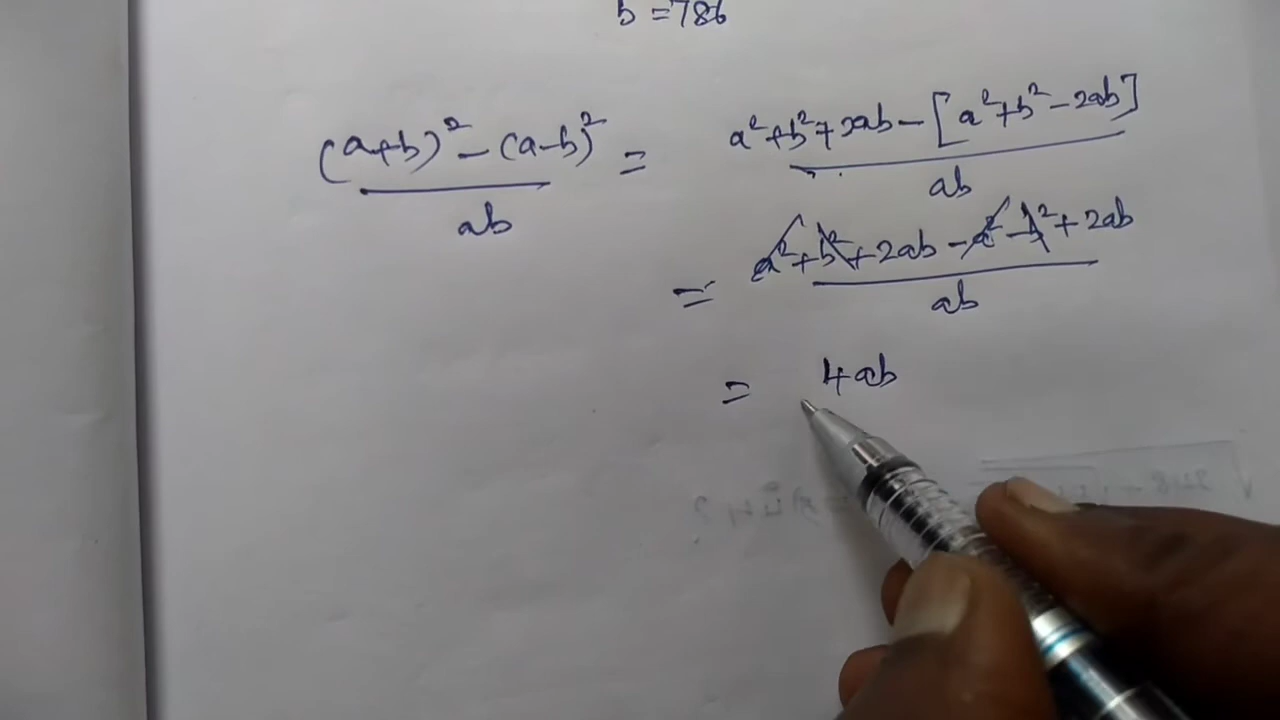 b = 786
(a+b)² - (a-b)² / ab = a² + b² + 2ab - [a² + b² - 2ab] / ab
= a² + b² + 2ab - a² - b² + 2ab / ab
= 4ab